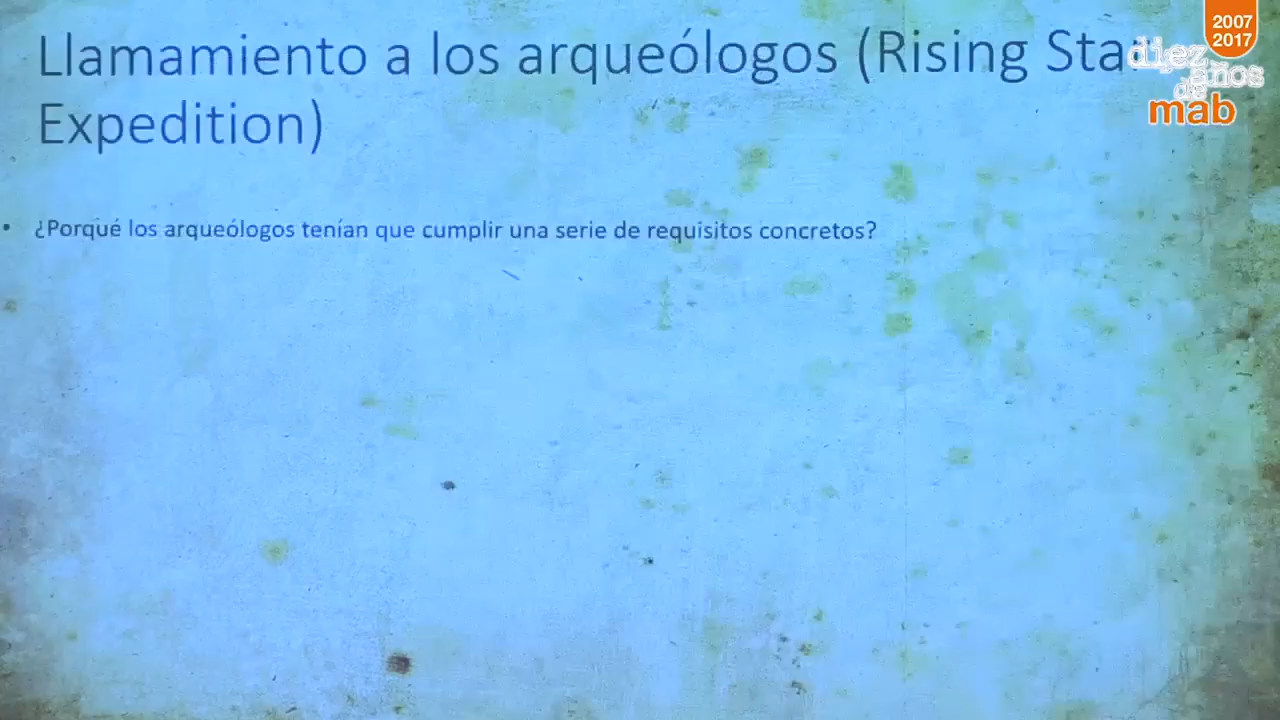 Llamamiento a los arqueólogos (Rising Sta
Expedition)
• ¿Porqué los arqueólogos tenían que cumplir una serie de requisitos concretos?
2007
2017
diez
años
de
mab